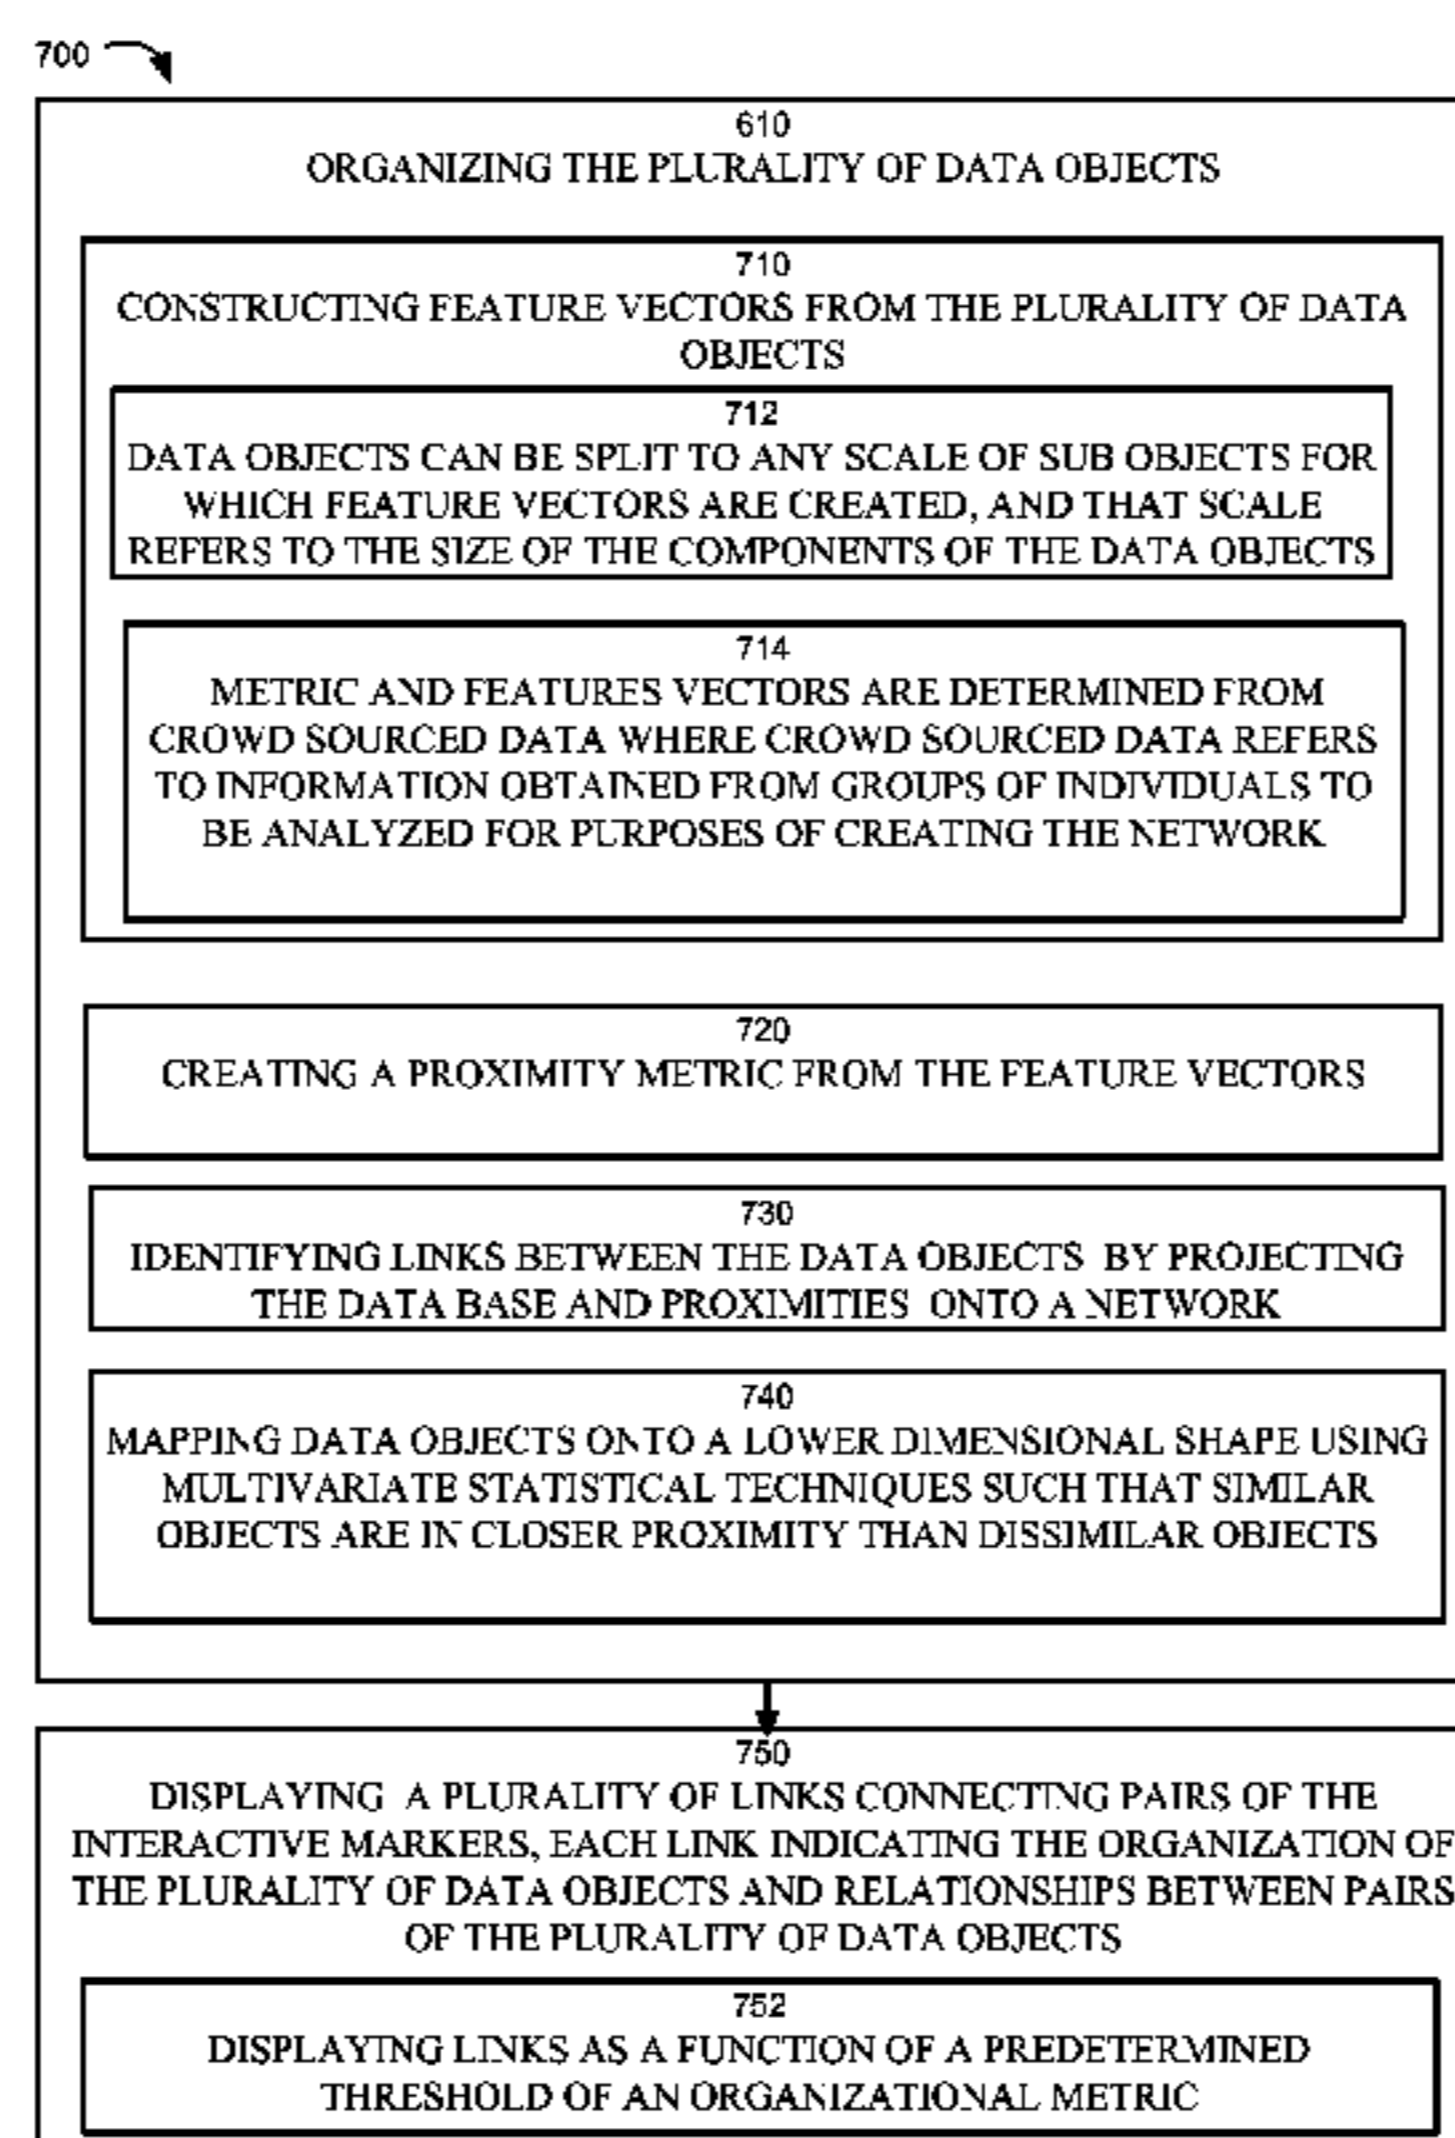 700
610
ORGANIZING THE PLURALITY OF DATA OBJECTS
710
CONSTRUCTING FEATURE VECTORS FROM THE PLURALITY OF DATA
OBJECTS
712
DATA OBJECTS CAN BE SPLIT TO ANY SCALE OF SUB OBJECTS FOR
WHICH FEATURE VECTORS ARE CREATED, AND THAT SCALE
REFERS TO THE SIZE OF THE COMPONENTS OF THE DATA OBJECTS
714
METRIC AND FEATURES VECTORS ARE DETERMINED FROM
CROWD SOURCED DATA WHERE CROWD SOURCED DATA REFERS
TO INFORMATION OBTAINED FROM GROUPS OF INDIVIDUALS TO
BE ANALYZED FOR PURPOSES OF CREATING THE NETWORK
720
CREATING A PROXIMITY METRIC FROM THE FEATURE VECTORS
730
IDENTIFYING LINKS BETWEEN THE DATA OBJECTS BY PROJECTING
THE DATA BASE AND PROXIMITIES ONTO A NETWORK
740
MAPPING DATA OBJECTS ONTO A LOWER DIMENSIONAL SHAPE USING
MULTIVARIATE STATISTICAL TECHNIQUES SUCH THAT SIMILAR
OBJECTS ARE IN CLOSER PROXIMITY THAN DISSIMILAR OBJECTS
750
DISPLAYING A PLURALITY OF LINKS CONNECTING PAIRS OF THE
INTERACTIVE MARKERS, EACH LINK INDICATING THE ORGANIZATION OF
THE PLURALITY OF DATA OBJECTS AND RELATIONSHIPS BETWEEN PAIRS
OF THE PLURALITY OF DATA OBJECTS
752
DISPLAYING LINKS AS A FUNCTION OF A PREDETERMINED
THRESHOLD OF AN ORGANIZATIONAL METRIC